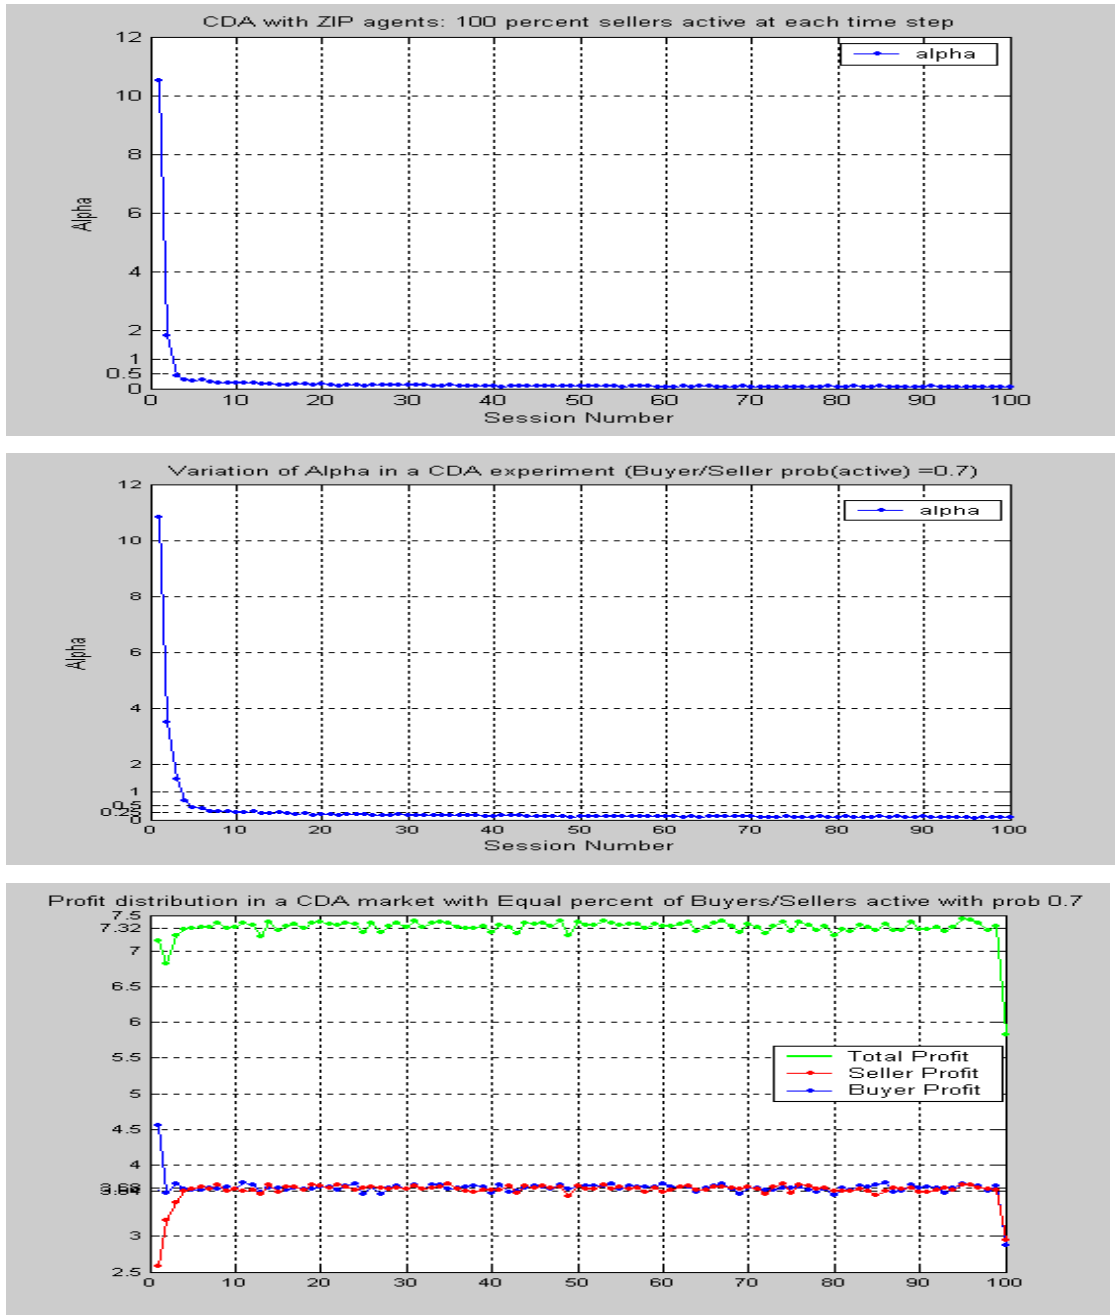 CDA with ZIP agents: 100 percent sellers active at each time step
12
10
8
6
4
2
1
0.5
0
Alpha
alpha
0 10 20 30 40 50 60 70 80 90 100
Session Number
Variation of Alpha in a CDA experiment (Buyer/Seller prob(active) =0.7)
12
10
8
6
4
2
1
0.5
0.25
0
Alpha
alpha
0 10 20 30 40 50 60 70 80 90 100
Session Number
Profit distribution in a CDA market with Equal percent of Buyers/Sellers active with prob 0.7
7.5
7.32
7
6.5
6
5.5
5
4.5
4
3.68
3.64
3
2.5
Total Profit
Seller Profit
Buyer Profit
0 10 20 30 40 50 60 70 80 90 100